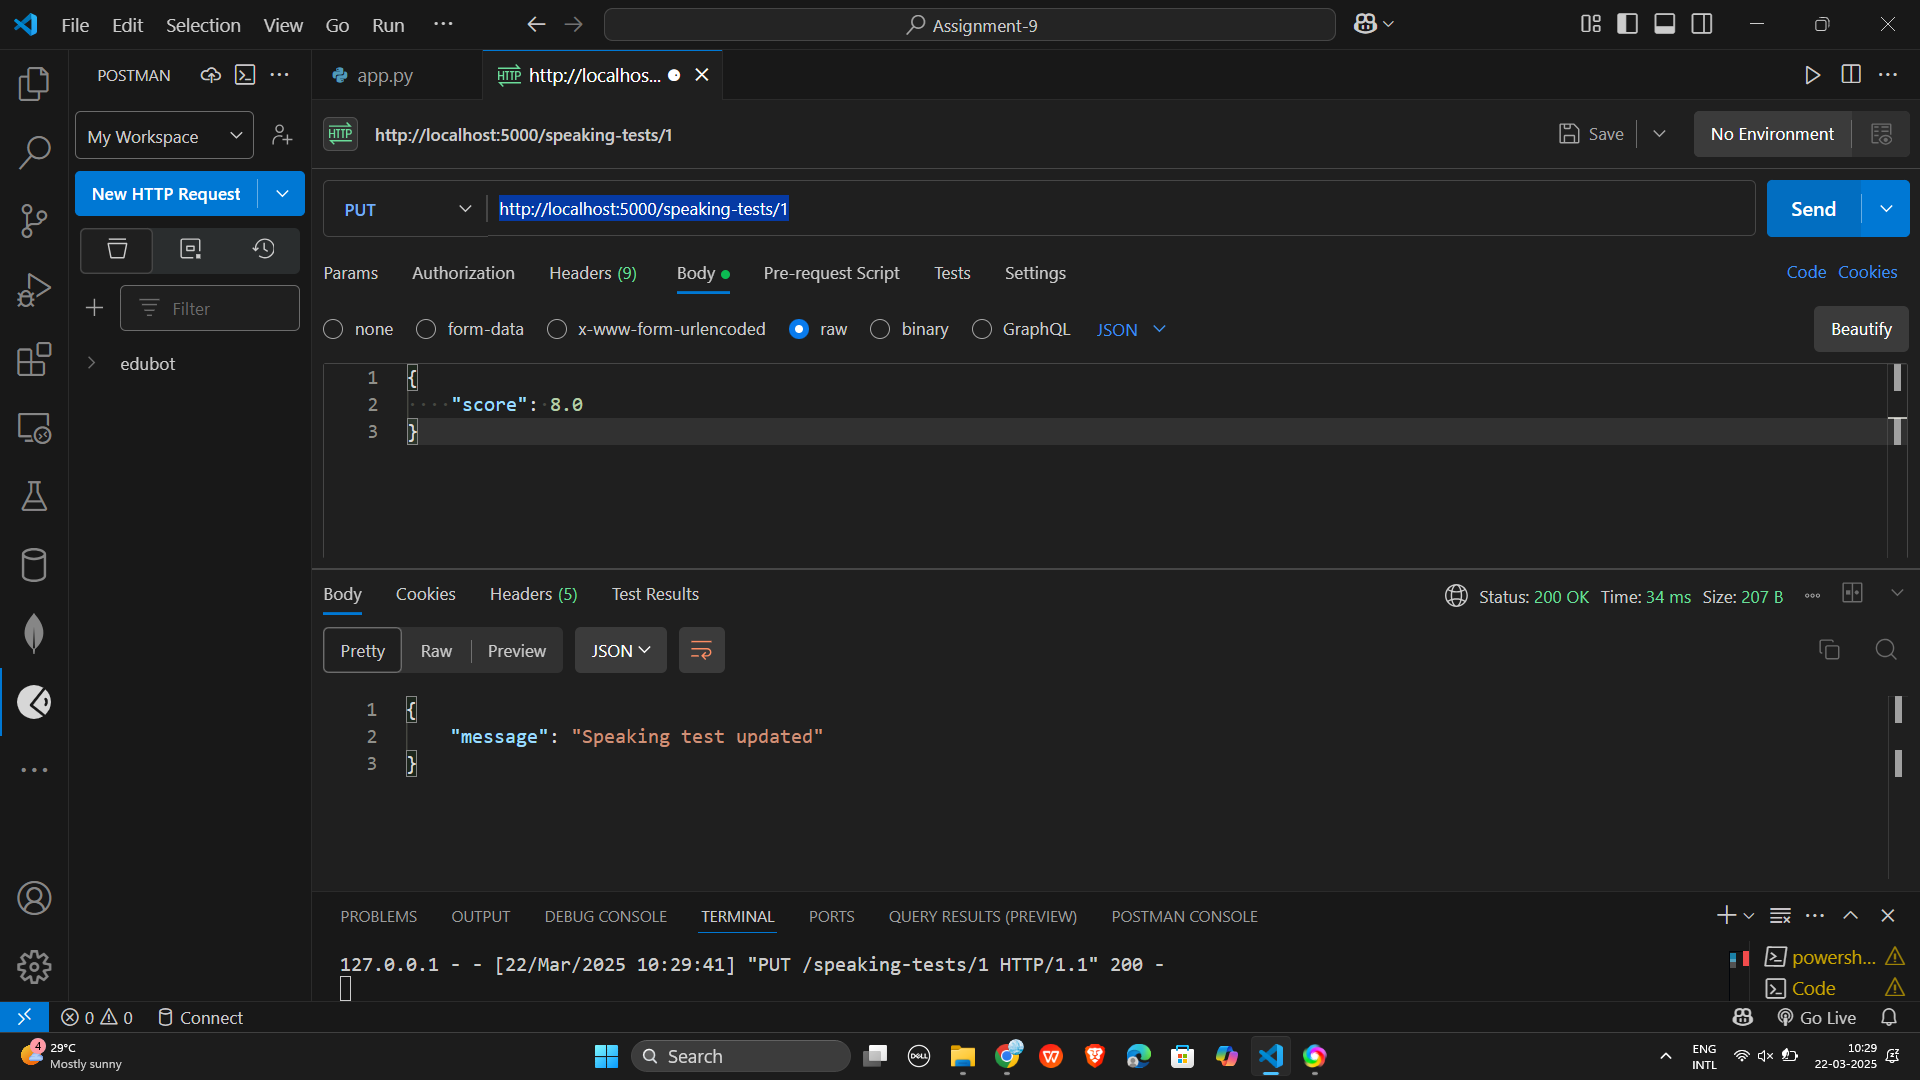 File Edit Selection View Go Run ...
Assignment-9
POSTMAN
app.py
HTTP http://localhos...
My Workspace
HTTP http://localhost:5000/speaking-tests/1
Save
No Environment
New HTTP Request
PUT
http://localhost:5000/speaking-tests/1
Send
Params Authorization Headers (9) Body Pre-request Script Tests Settings
Code Cookies
Filter
none form-data x-www-form-urlencoded raw binary GraphQL JSON
Beautify
edubot
1 {
2 ····"score":·8.0
3 }
Body Cookies Headers (5) Test Results
Status: 200 OK Time: 34 ms Size: 207 B
Pretty Raw Preview JSON
1 {
2 "message": "Speaking test updated"
3 }
PROBLEMS OUTPUT DEBUG CONSOLE TERMINAL PORTS QUERY RESULTS (PREVIEW) POSTMAN CONSOLE
127.0.0.1 - - [22/Mar/2025 10:29:41] "PUT /speaking-tests/1 HTTP/1.1" 200 -
powersh...
Code
0 0 Connect
Go Live
4
29°C
Mostly sunny
Search
DELL
ENG
INTL
10:29
22-03-2025